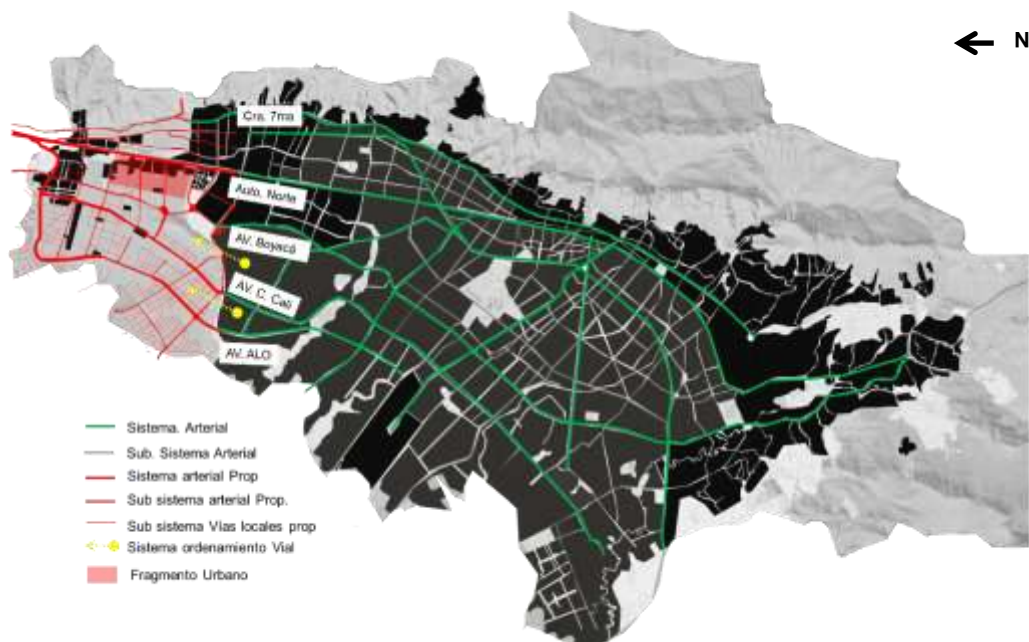 N
Cra. 7ma
Auto. Norte
AV. Boyacá
AV. C. Cali
AV. ALO
Sistema. Arterial
Sub. Sistema Arterial
Sistema arterial Prop
Sub sistema arterial Prop.
Sub sistema Vías locales prop
Sistema ordenamiento Vial
Fragmento Urbano